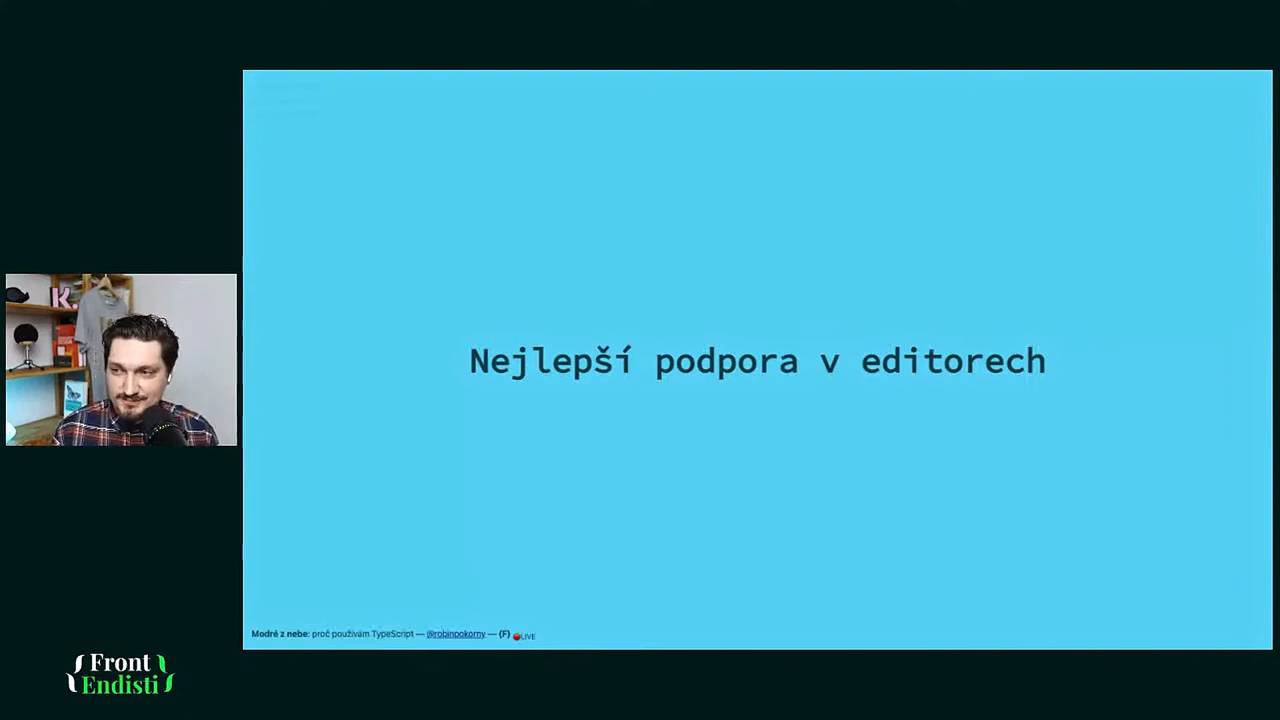 Nejlepší podpora v editorech
K.
Modré z nebe: proč používám TypeScript — @robinpokorny — {F} LIVE
{Front
Endisti}